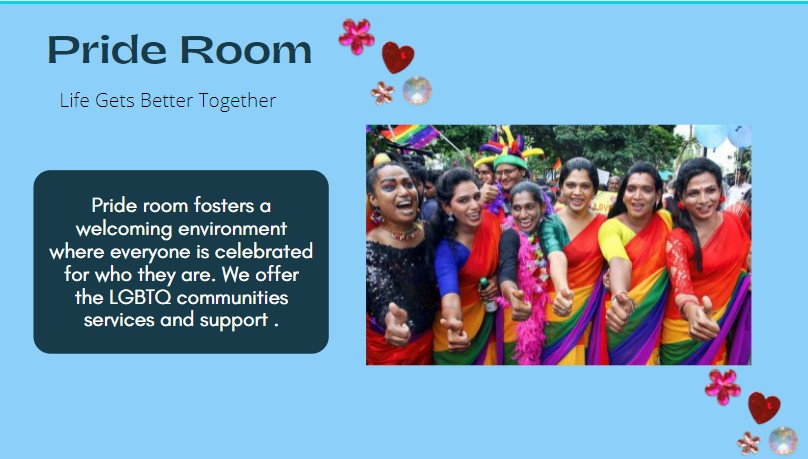 Pride Room
Life Gets Better Together
Pride room fosters a
welcoming environment
where everyone is celebrated
for who they are. We offer
the LGBTQ communities
services and support .